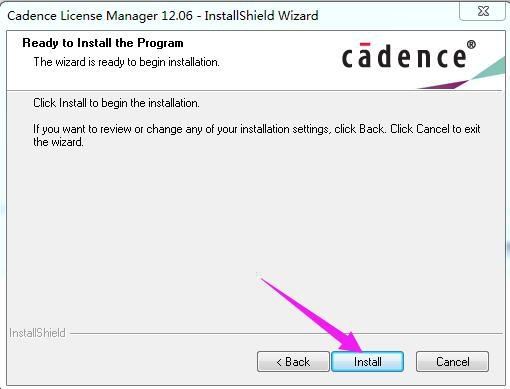 Cadence License Manager 12.06 - InstallShield Wizard
Ready to Install the Program
The wizard is ready to begin installation.
cādence®
Click Install to begin the installation.
If you want to review or change any of your installation settings, click Back. Click Cancel to exit
the wizard.
InstallShield
< Back
Install
Cancel